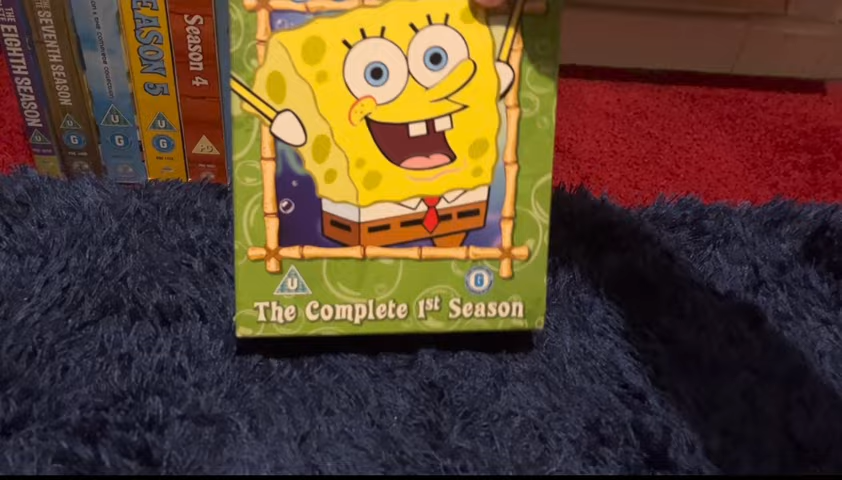 THE EIGHTH SEASON
THE SEVENTH SEASON
SEASON 5
Season 4
U
G
U
G
U
G
PG
U
G
The Complete 1st Season